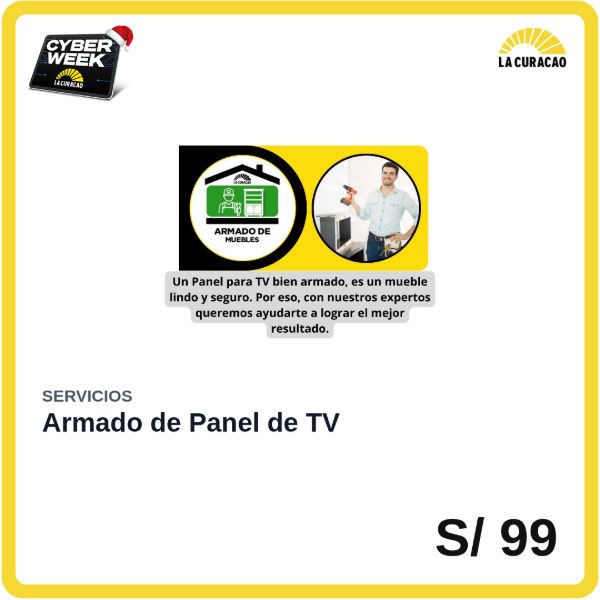 CYBER
WEEK
LA CURACAO
LA CURACAO
LA CURACAO
ARMADO DE
MUEBLES
Un Panel para TV bien armado, es un mueble
lindo y seguro. Por eso, con nuestros expertos
queremos ayudarte a lograr el mejor
resultado.
SERVICIOS
Armado de Panel de TV
S/ 99